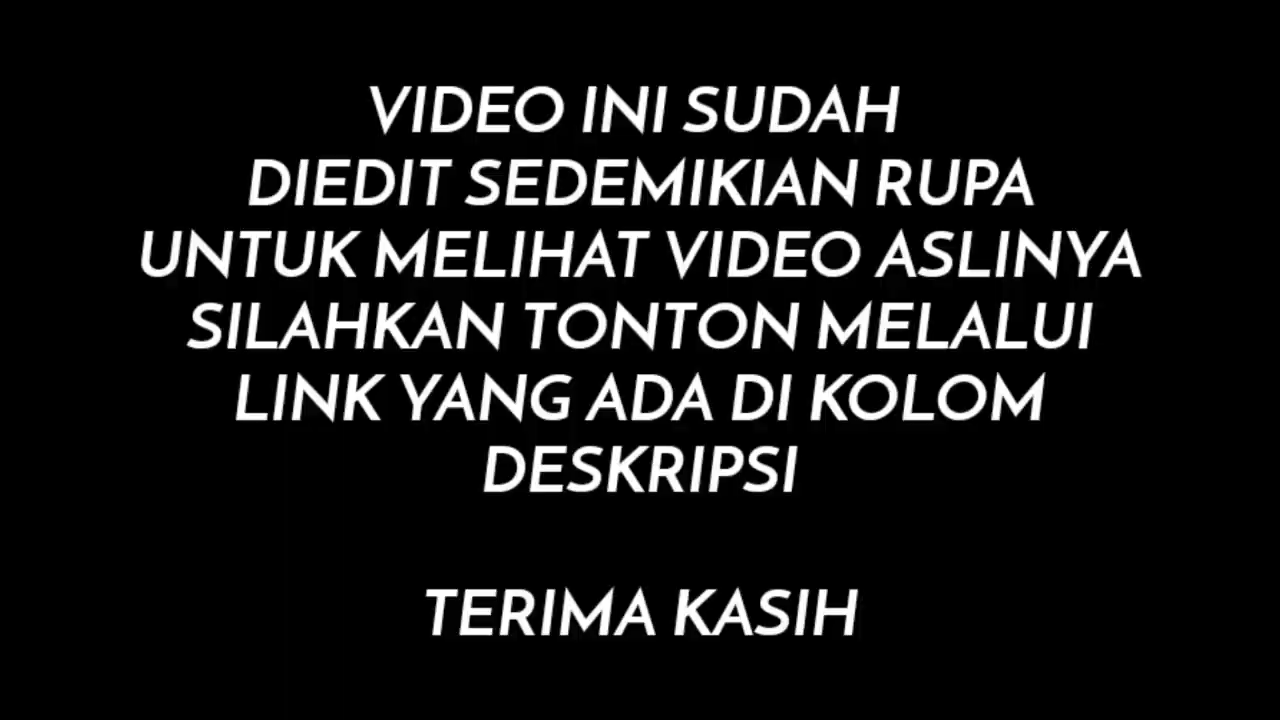 VIDEO INI SUDAH
DIEDIT SEDEMIKIAN RUPA
UNTUK MELIHAT VIDEO ASLINYA
SILAHKAN TONTON MELALUI
LINK YANG ADA DI KOLOM
DESKRIPSI
TERIMA KASIH